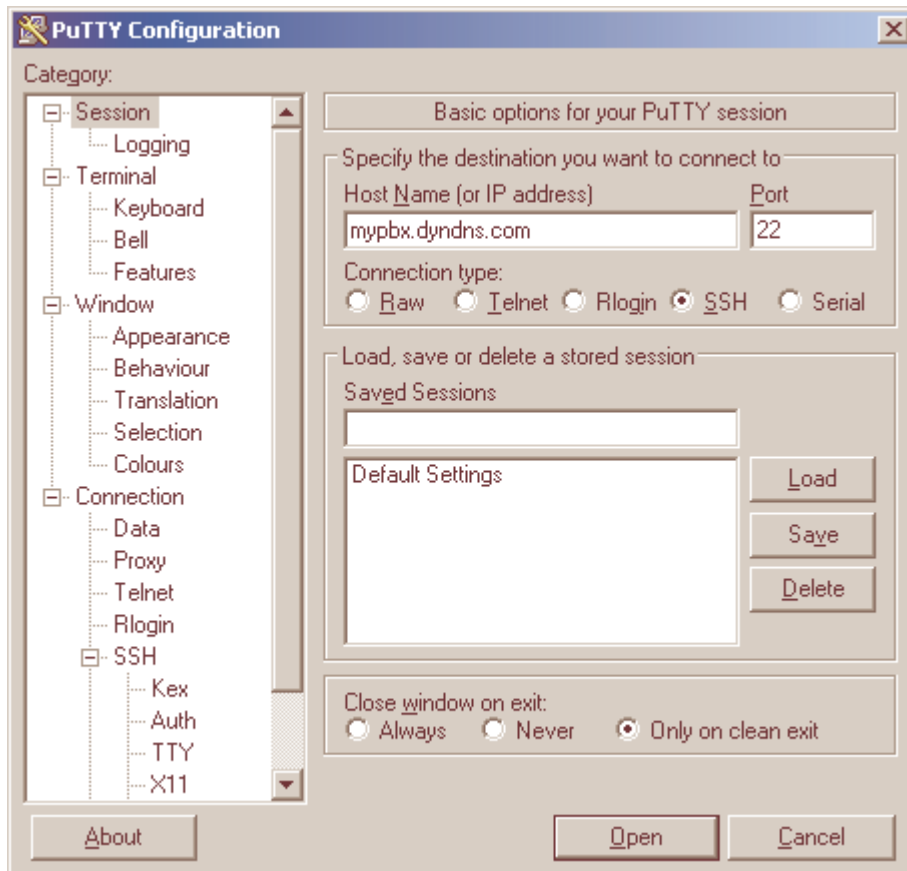 PuTTY Configuration
Category:
Session
Logging
Terminal
Keyboard
Bell
Features
Window
Appearance
Behaviour
Translation
Selection
Colours
Connection
Data
Proxy
Telnet
Rlogin
SSH
Kex
Auth
TTY
X11
Basic options for your PuTTY session
Specify the destination you want to connect to
Host Name (or IP address) Port
mypbx.dyndns.com 22
Connection type:
Raw Telnet Rlogin SSH Serial
Load, save or delete a stored session
Saved Sessions
Default Settings
Load
Save
Delete
Close window on exit:
Always Never Only on clean exit
About Open Cancel